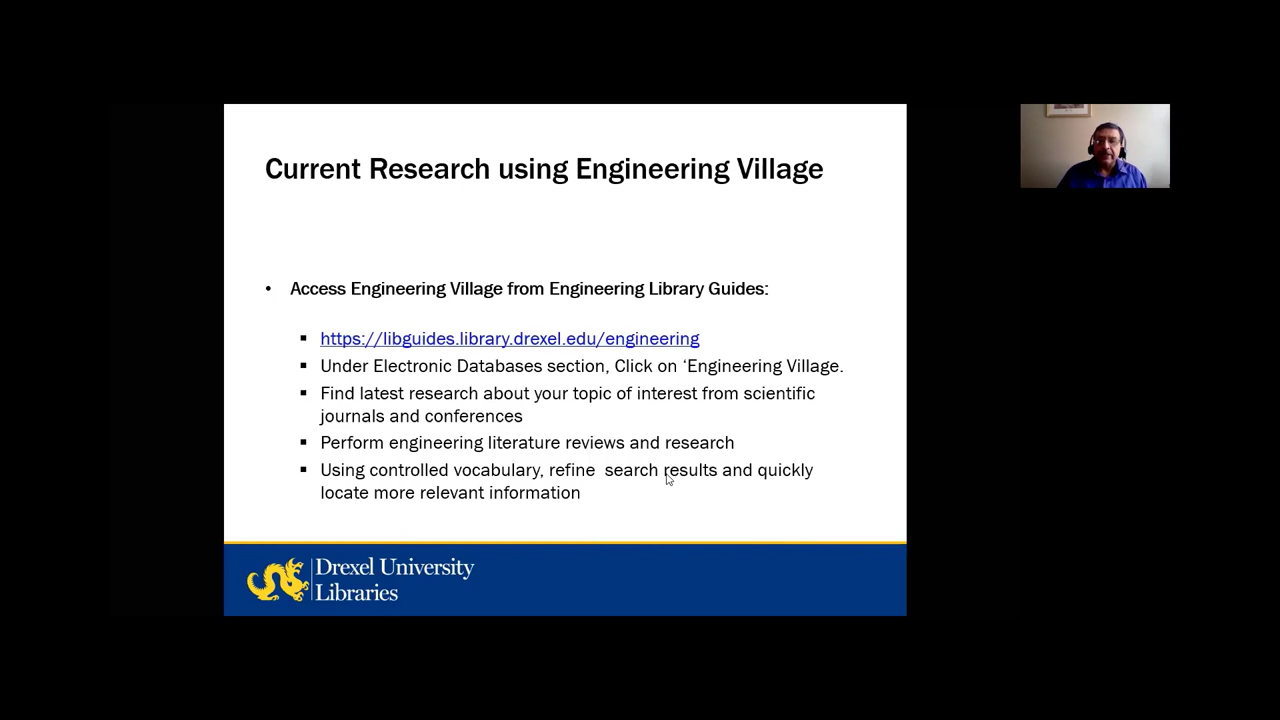 Current Research using Engineering Village
• Access Engineering Village from Engineering Library Guides:
▪ https://libguides.library.drexel.edu/engineering
▪ Under Electronic Databases section, Click on ‘Engineering Village.
▪ Find latest research about your topic of interest from scientific
journals and conferences
▪ Perform engineering literature reviews and research
▪ Using controlled vocabulary, refine  search results and quickly
locate more relevant information
Drexel University
Libraries